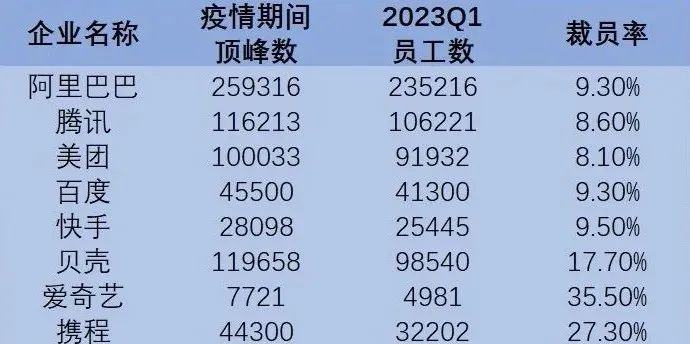 企业名称 疫情期间顶峰数 2023Q1员工数 裁员率
阿里巴巴 259316 235216 9.30%
腾讯 116213 106221 8.60%
美团 100033 91932 8.10%
百度 45500 41300 9.30%
快手 28098 25445 9.50%
贝壳 119658 98540 17.70%
爱奇艺 7721 4981 35.50%
携程 44300 32202 27.30%